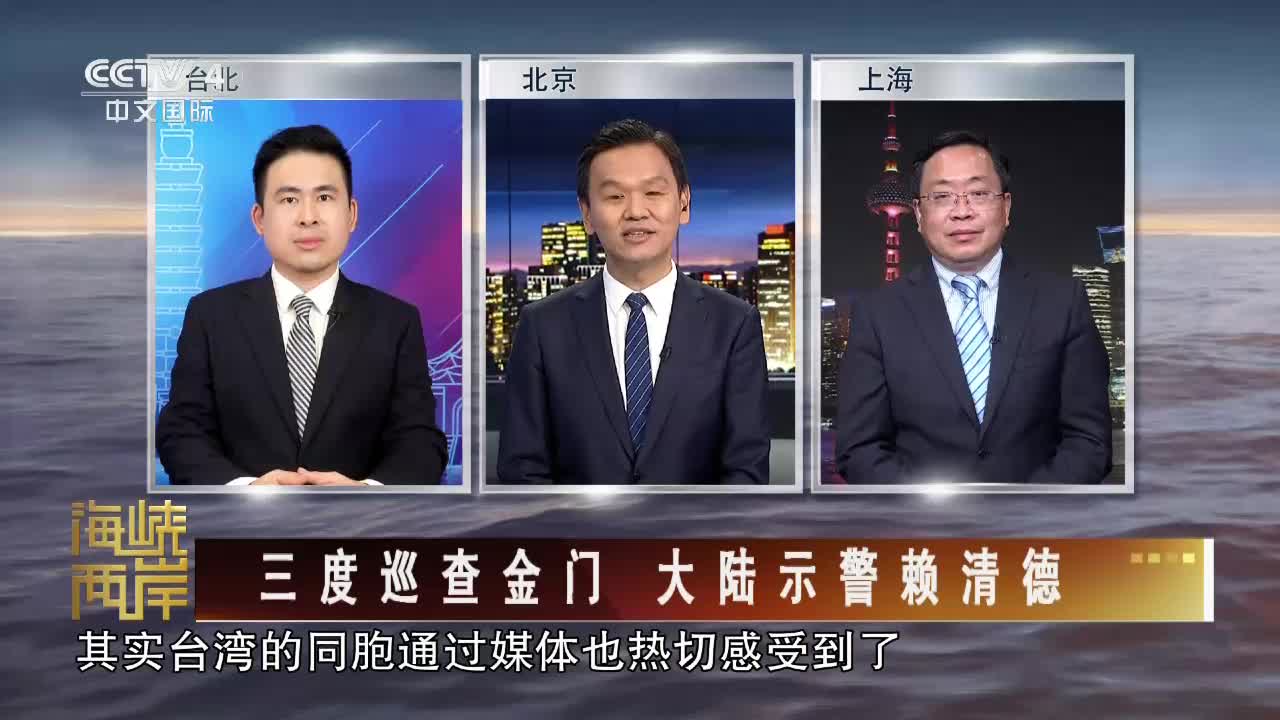 CCTV 4
中文国际
台北
北京
上海
海峡
两岸
三度巡查金门 大陆示警赖清德
其实台湾的同胞通过媒体也热切感受到了